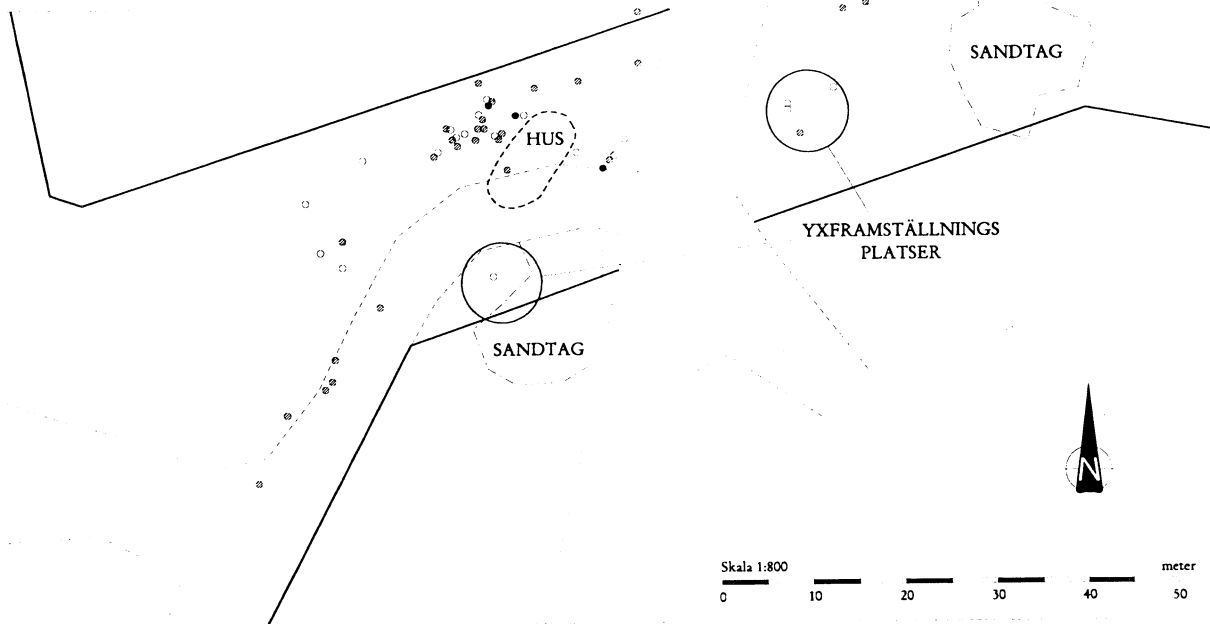 SANDTAG
HUS
YXFRAMSTÄLLNINGS
PLATSER
SANDTAG
N
Skala 1:800
meter
0 10 20 30 40 50